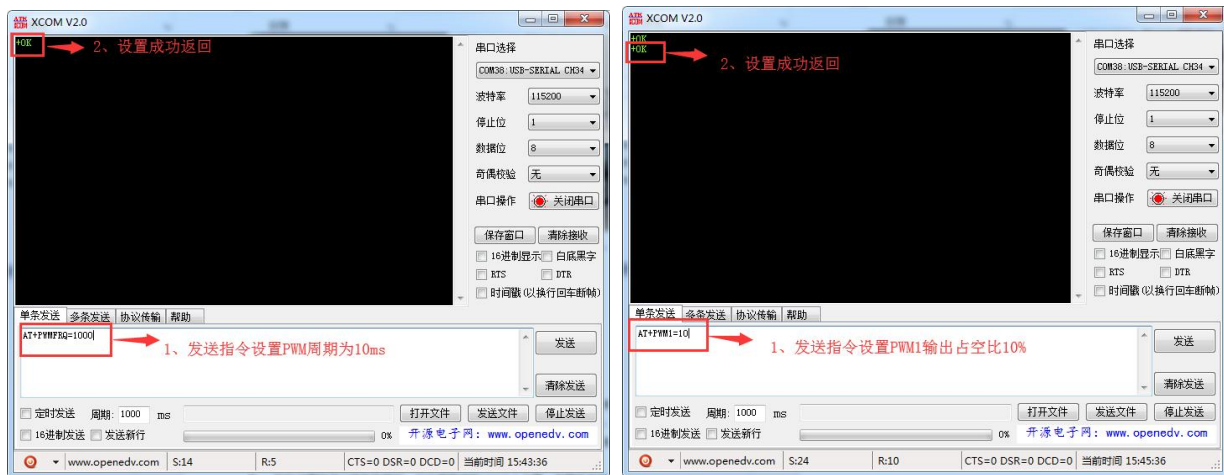 XCOM V2.0
+OK
2、设置成功返回
串口选择
COM38:USB-SERIAL CH34
波特率 115200
停止位 1
数据位 8
奇偶校验 无
串口操作 关闭串口
保存窗口 清除接收
16进制显示 白底黑字
RTS DTR
时间戳(以换行回车断帧)
单条发送 多条发送 协议传输 帮助
AT+PWMFRQ=1000
1、发送指令设置PWM周期为10ms
发送
清除发送
定时发送 周期: 1000 ms 打开文件 发送文件 停止发送
16进制发送 发送新行 0% 开源电子网: www.openedv.com
www.openedv.com S:14 R:5 CTS=0 DSR=0 DCD=0 当前时间 15:43:36
XCOM V2.0
+OK
+OK
2、设置成功返回
串口选择
COM38:USB-SERIAL CH34
波特率 115200
停止位 1
数据位 8
奇偶校验 无
串口操作 关闭串口
保存窗口 清除接收
16进制显示 白底黑字
RTS DTR
时间戳(以换行回车断帧)
单条发送 多条发送 协议传输 帮助
AT+PWM1=10
1、发送指令设置PWM1输出占空比10%
发送
清除发送
定时发送 周期: 1000 ms 打开文件 发送文件 停止发送
16进制发送 发送新行 0% 开源电子网: www.openedv.com
www.openedv.com S:24 R:10 CTS=0 DSR=0 DCD=0 当前时间 15:45:36